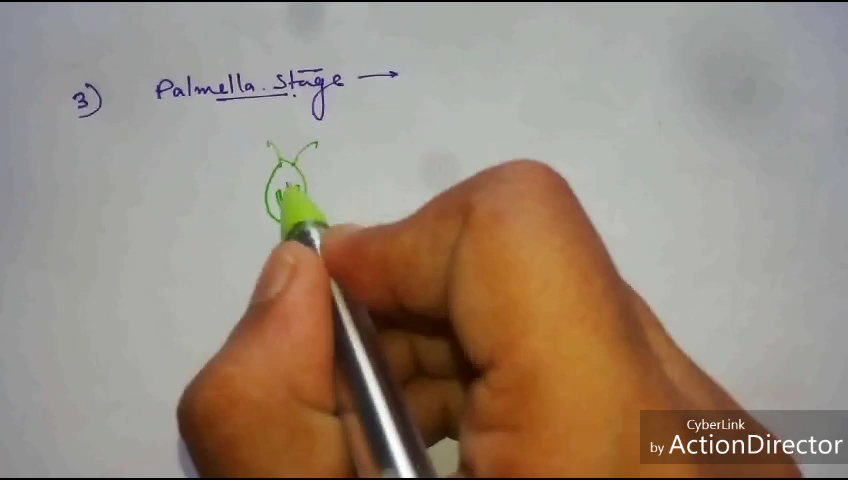 3) Palmella. Stage →
CyberLink
by ActionDirector